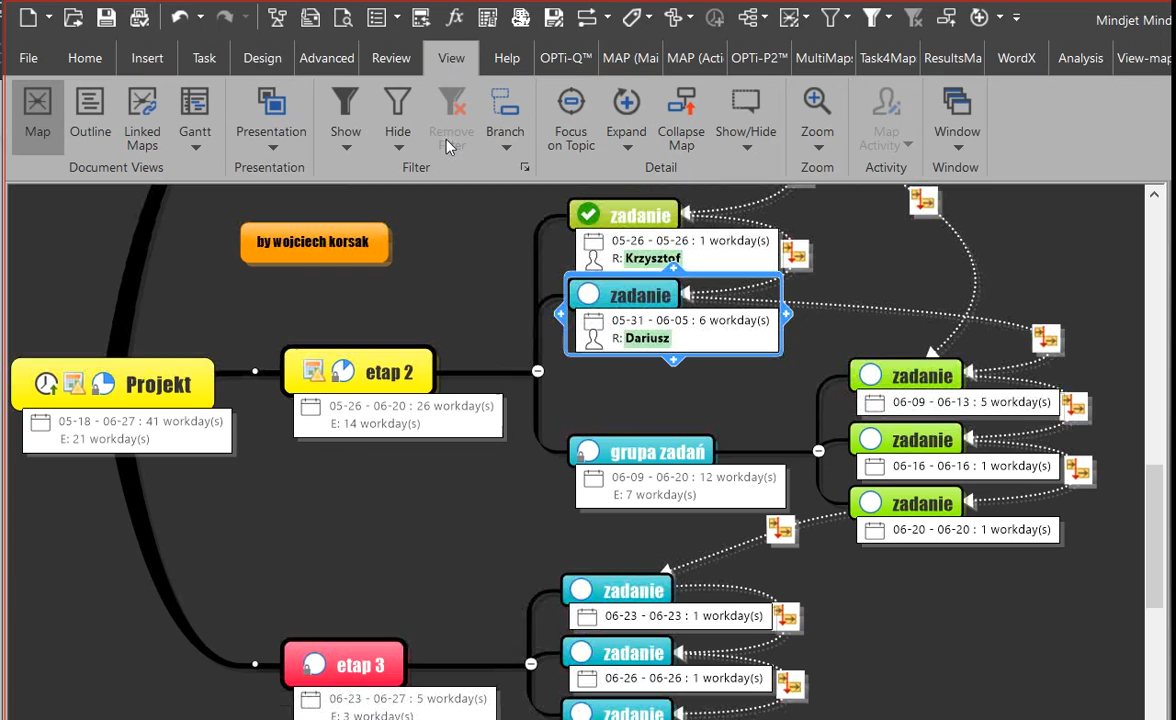 Mindjet Mind
File Home Insert Task Design Advanced Review View Help OPTi-Q™ MAP (Mai MAP (Acti OPTi-P2™ MultiMap Task4Map ResultsMa WordX Analysis View-map
Map Outline Linked Maps Gantt Presentation Show Hide Remove Filter Branch Focus on Topic Expand Collapse Map Show/Hide Zoom Map Activity Window
Document Views Presentation Filter Detail Zoom Activity Window
by wojciech korsak
zadanie
05-26 - 05-26 : 1 workday(s)
R: Krzysztof
zadanie
05-31 - 06-05 : 6 workday(s)
R: Dariusz
Projekt
05-18 - 06-27 : 41 workday(s)
E: 21 workday(s)
etap 2
05-26 - 06-20 : 26 workday(s)
E: 14 workday(s)
zadanie
06-09 - 06-13 : 5 workday(s)
zadanie
06-16 - 06-16 : 1 workday(s)
zadanie
06-20 - 06-20 : 1 workday(s)
grupa zadań
06-09 - 06-20 : 12 workday(s)
E: 7 workday(s)
zadanie
06-23 - 06-23 : 1 workday(s)
zadanie
06-26 - 06-26 : 1 workday(s)
zadanie
etap 3
06-23 - 06-27 : 5 workday(s)
E: 3 workday(s)